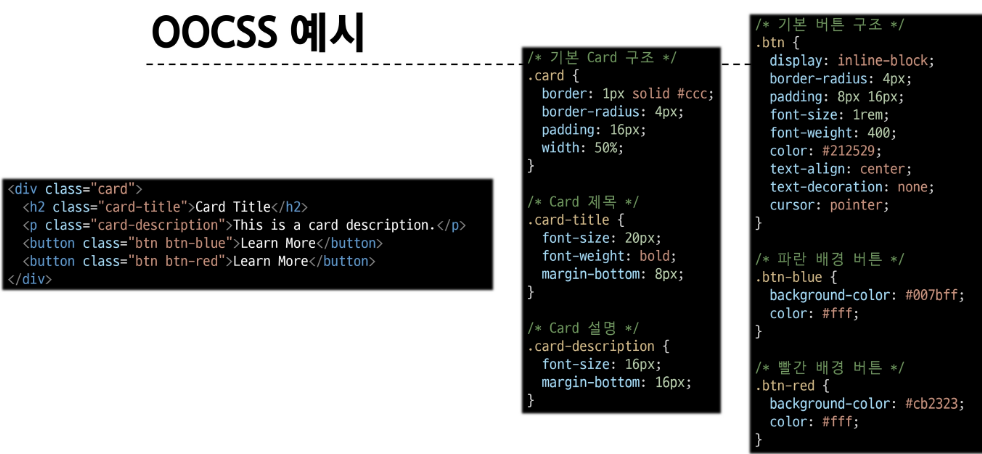 OOCSS 예시
<div class="card">
  <h2 class="card-title">Card Title</h2>
  <p class="card-description">This is a card description.</p>
  <button class="btn btn-blue">Learn More</button>
  <button class="btn btn-red">Learn More</button>
</div>
/* 기본 Card 구조 */
.card {
  border: 1px solid #ccc;
  border-radius: 4px;
  padding: 16px;
  width: 50%;
}
/* Card 제목 */
.card-title {
  font-size: 20px;
  font-weight: bold;
  margin-bottom: 8px;
}
/* Card 설명 */
.card-description {
  font-size: 16px;
  margin-bottom: 16px;
}
/* 기본 버튼 구조 */
.btn {
  display: inline-block;
  border-radius: 4px;
  padding: 8px 16px;
  font-size: 1rem;
  font-weight: 400;
  color: #212529;
  text-align: center;
  text-decoration: none;
  cursor: pointer;
}
/* 파란 배경 버튼 */
.btn-blue {
  background-color: #007bff;
  color: #fff;
}
/* 빨간 배경 버튼 */
.btn-red {
  background-color: #cb2323;
  color: #fff;
}